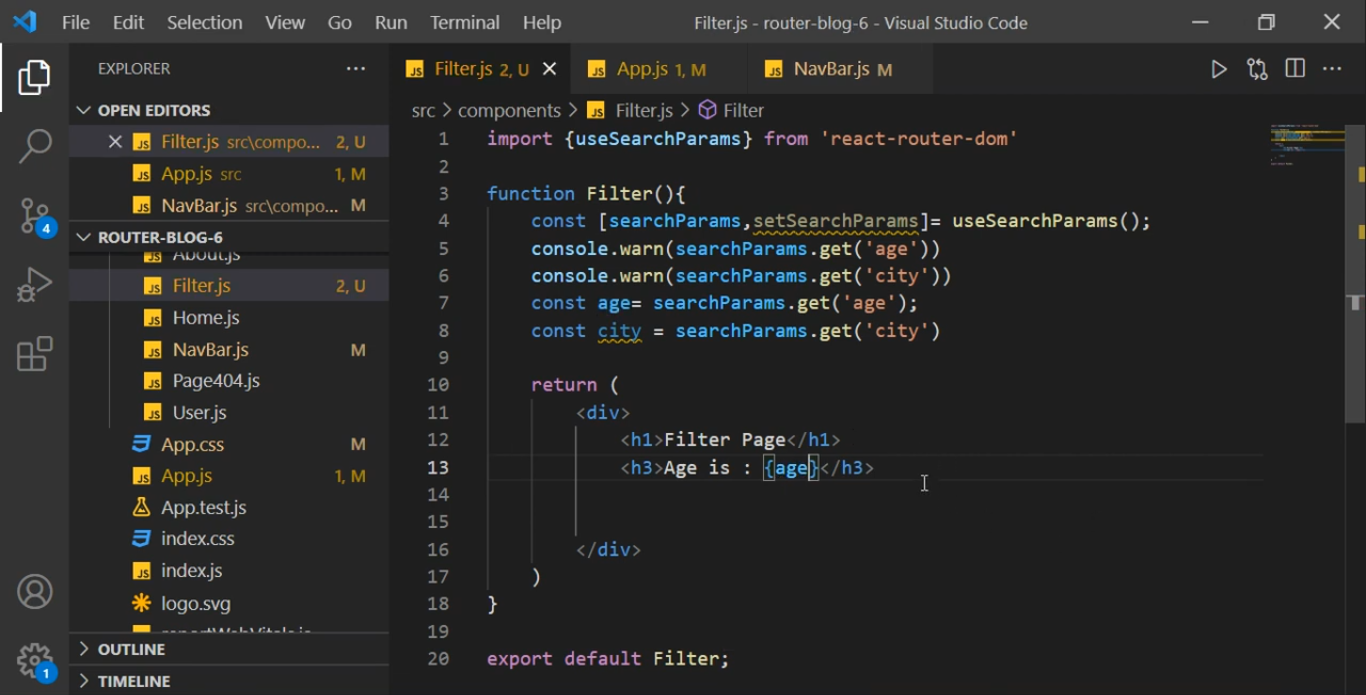 File Edit Selection View Go Run Terminal Help Filter.js - router-blog-6 - Visual Studio Code
EXPLORER
OPEN EDITORS
Filter.js src\compo... 2, U
App.js src 1, M
NavBar.js src\compo... M
ROUTER-BLOG-6
About.js
Filter.js 2, U
Home.js
NavBar.js M
Page404.js
User.js
App.css M
App.js 1, M
App.test.js
index.css
index.js
logo.svg
reportWebVitals.js
OUTLINE
TIMELINE
4
1
Filter.js 2, U App.js 1, M NavBar.js M
src > components > Filter.js > Filter
1 import {useSearchParams} from 'react-router-dom'
2
3 function Filter(){
4 const [searchParams,setSearchParams]= useSearchParams();
5 console.warn(searchParams.get('age'))
6 console.warn(searchParams.get('city'))
7 const age= searchParams.get('age');
8 const city = searchParams.get('city')
9
10 return (
11 <div>
12 <h1>Filter Page</h1>
13 <h3>Age is : {age}</h3>
14
15
16 </div>
17 )
18 }
19
20 export default Filter;